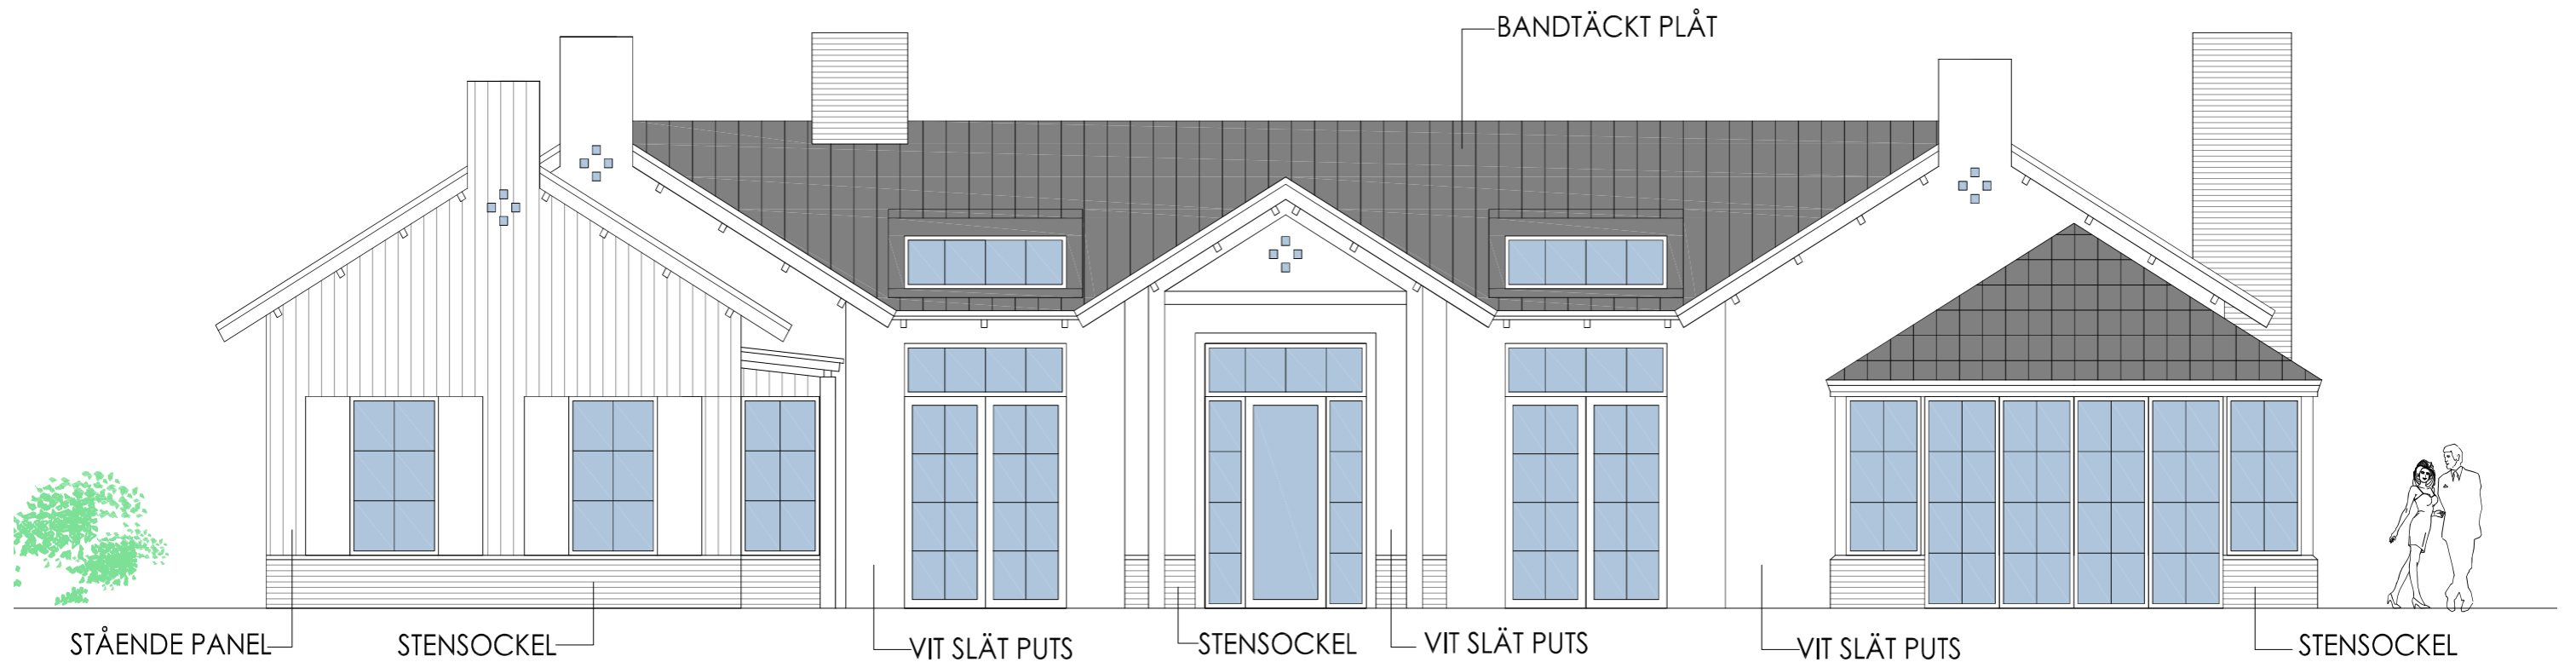 BANDTÄCKT PLÅT
STÅENDE PANEL
STENSOCKEL
VIT SLÄT PUTS
STENSOCKEL
VIT SLÄT PUTS
VIT SLÄT PUTS
STENSOCKEL